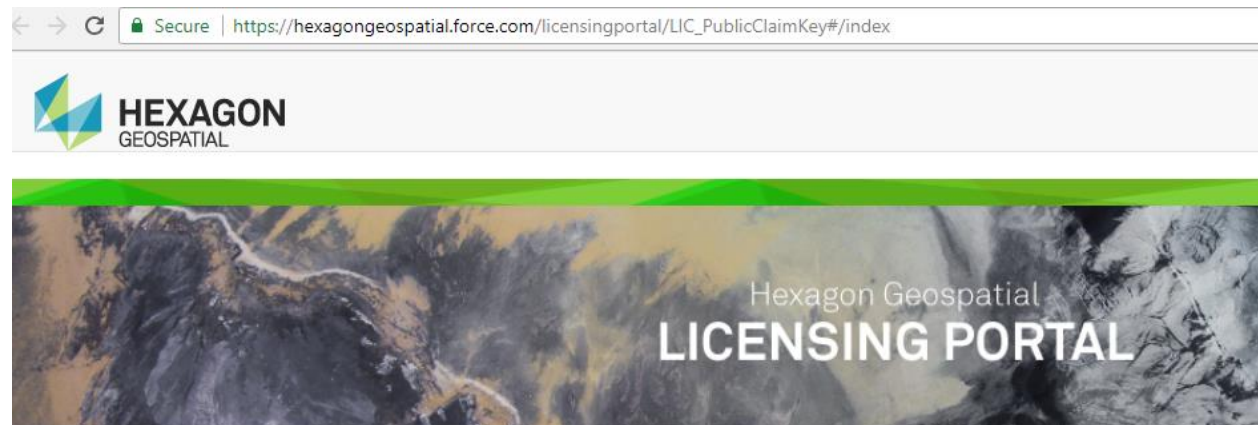 Secure | https://hexagongeospatial.force.com/licensingportal/LIC_PublicClaimKey#/index
HEXAGON
GEOSPATIAL
Hexagon Geospatial
LICENSING PORTAL